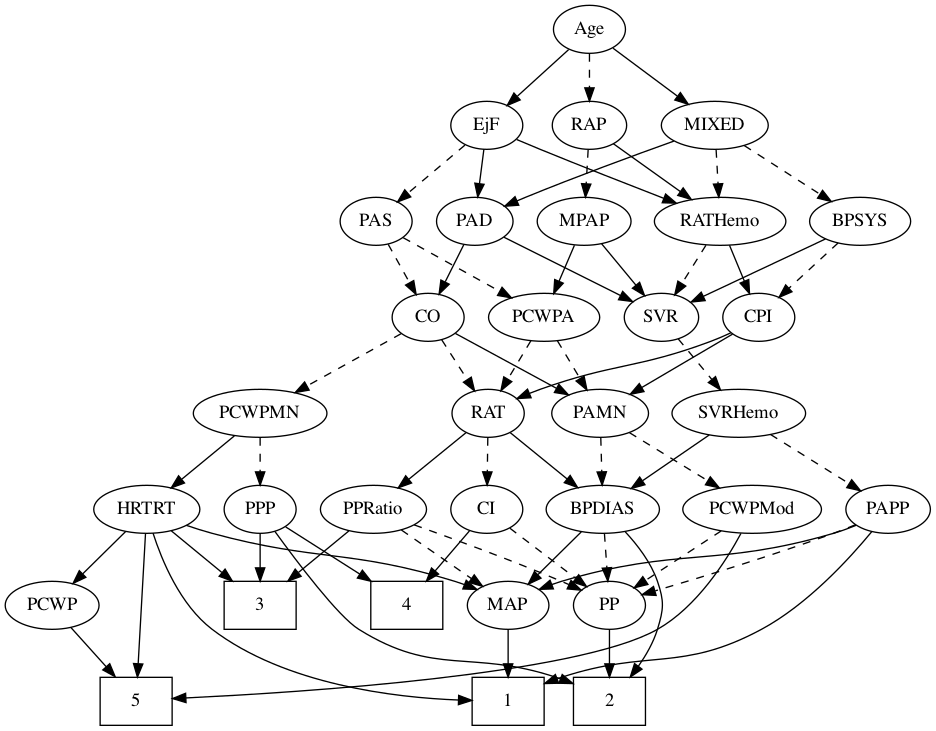 Age
EjF
RAP
MIXED
PAS
PAD
MPAP
RATHemo
BPSYS
CO
PCWPA
SVR
CPI
PCWPMN
RAT
PAMN
SVRHemo
HRTRT
PPP
PPRatio
CI
BPDIAS
PCWPMod
PAPP
PCWP
3
4
MAP
PP
5
1
2